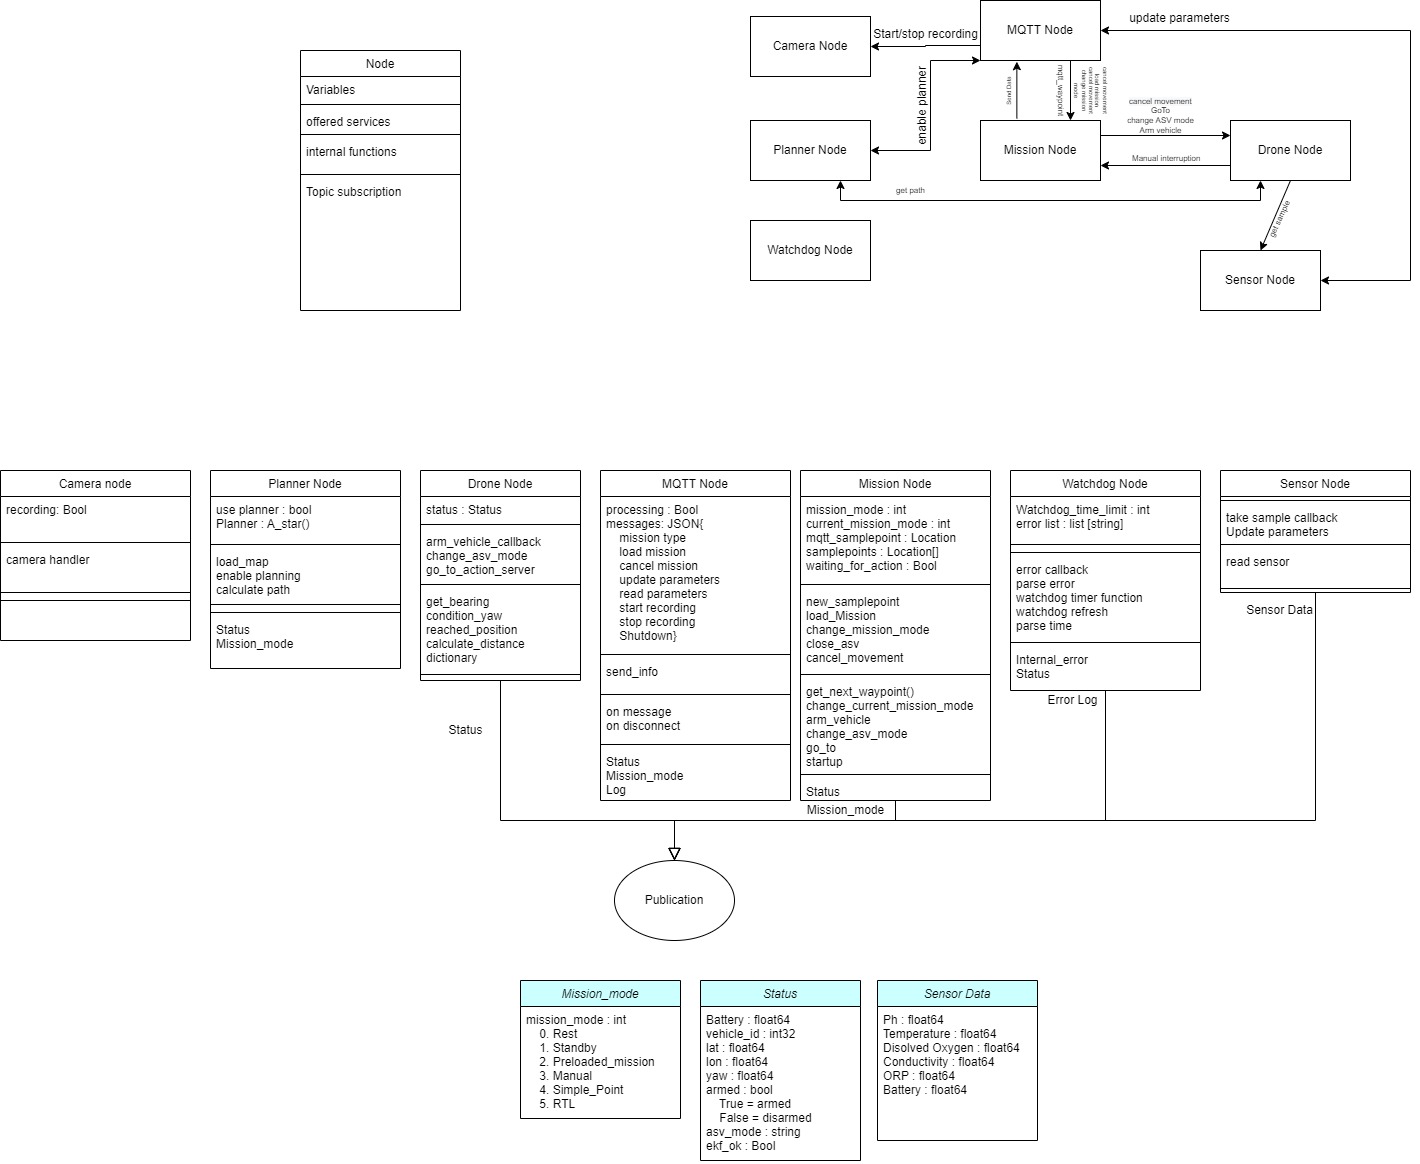 Node
Variables
offered services
internal functions
Topic subscription
update parameters
MQTT Node
Camera Node
Start/stop recording
enable planner
Send Data
mqtt_waypoint
cancel movement
load mission
cancel movement
change mission
mode
cancel movement
GoTo
change ASV mode
Arm vehicle
Planner Node
Mission Node
Drone Node
Manual interruption
get path
get sample
Watchdog Node
Sensor Node
Camera node
recording: Bool
camera handler
Planner Node
use planner : bool
Planner : A_star()
load_map
enable planning
calculate path
Status
Mission_mode
Drone Node
status : Status
arm_vehicle_callback
change_asv_mode
go_to_action_server
get_bearing
condition_yaw
reached_position
calculate_distance
dictionary
MQTT Node
processing : Bool
messages: JSON{
mission type
load mission
cancel mission
update parameters
read parameters
start recording
stop recording
Shutdown}
send_info
on message
on disconnect
Status
Mission_mode
Log
Mission Node
mission_mode : int
current_mission_mode : int
mqtt_samplepoint : Location
samplepoints : Location[]
waiting_for_action : Bool
new_samplepoint
load_Mission
change_mission_mode
close_asv
cancel_movement
get_next_waypoint()
change_current_mission_mode
arm_vehicle
change_asv_mode
go_to
startup
Status
Watchdog Node
Watchdog_time_limit : int
error list : list [string]
error callback
parse error
watchdog timer function
watchdog refresh
parse time
Internal_error
Status
Sensor Node
take sample callback
Update parameters
read sensor
Sensor Data
Error Log
Status
Mission_mode
Publication
Mission_mode
mission_mode : int
0. Rest
1. Standby
2. Preloaded_mission
3. Manual
4. Simple_Point
5. RTL
Status
Battery : float64
vehicle_id : int32
lat : float64
lon : float64
yaw : float64
armed : bool
True = armed
False = disarmed
asv_mode : string
ekf_ok : Bool
Sensor Data
Ph : float64
Temperature : float64
Disolved Oxygen : float64
Conductivity : float64
ORP : float64
Battery : float64